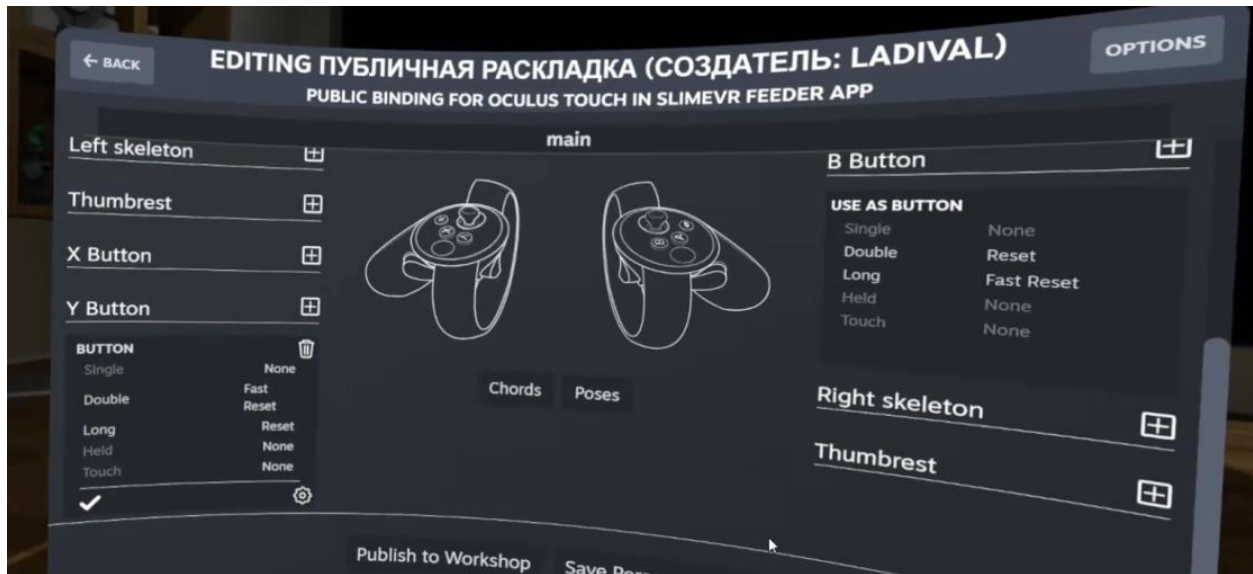 ← BACK
EDITING ПУБЛИЧНАЯ РАСКЛАДКА (СОЗДАТЕЛЬ: LADIVAL)
OPTIONS
PUBLIC BINDING FOR OCULUS TOUCH IN SLIMEVR FEEDER APP
main
Left skeleton
Thumbrest
X Button
Y Button
BUTTON
Single None
Double Fast
Reset
Long Reset
Held None
Touch None
Chords Poses
B Button
USE AS BUTTON
Single None
Double Reset
Long Fast Reset
Held None
Touch None
Right skeleton
Thumbrest
Publish to Workshop
Save